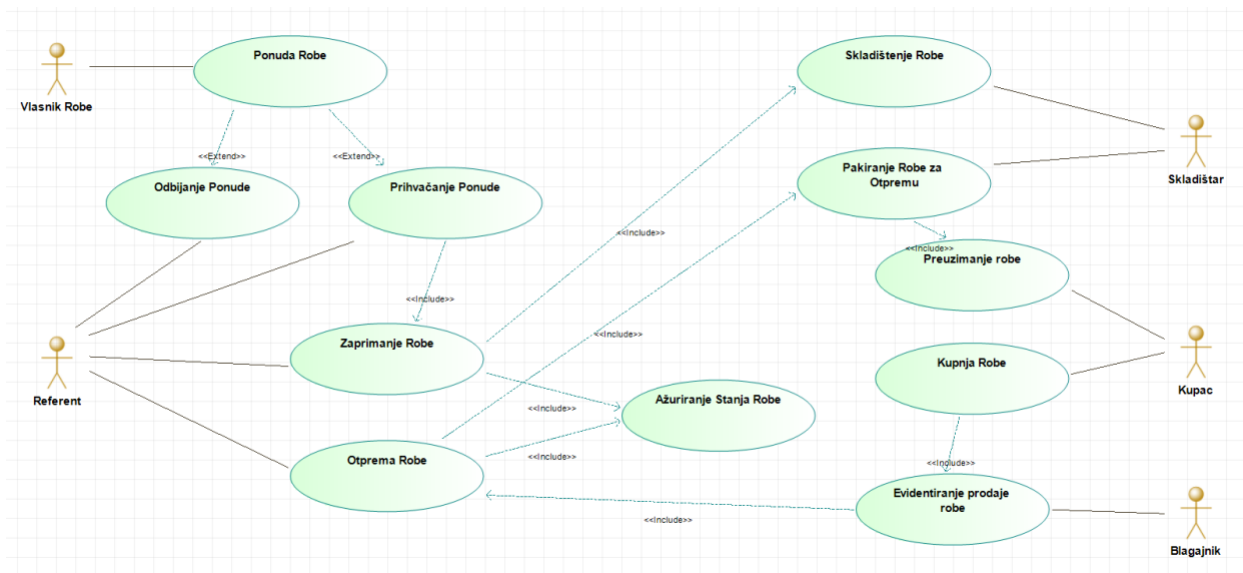 Ponuda Robe
Skladištenje Robe
Vlasnik Robe
<<Extend>>
<<Extend>>
Odbijanje Ponude
Prihvačanje Ponude
Pakiranje Robe za
Otpremu
Skladištar
<<Include>>
<<Include>>
Preuzimanje robe
<<Include>>
<<Include>>
Zaprimanje Robe
Kupnja Robe
Referent
Kupac
Ažuriranje Stanja Robe
<<Include>>
<<Include>>
Otprema Robe
<<Include>>
Evidentiranje prodaje
robe
<<Include>>
Blagajnik